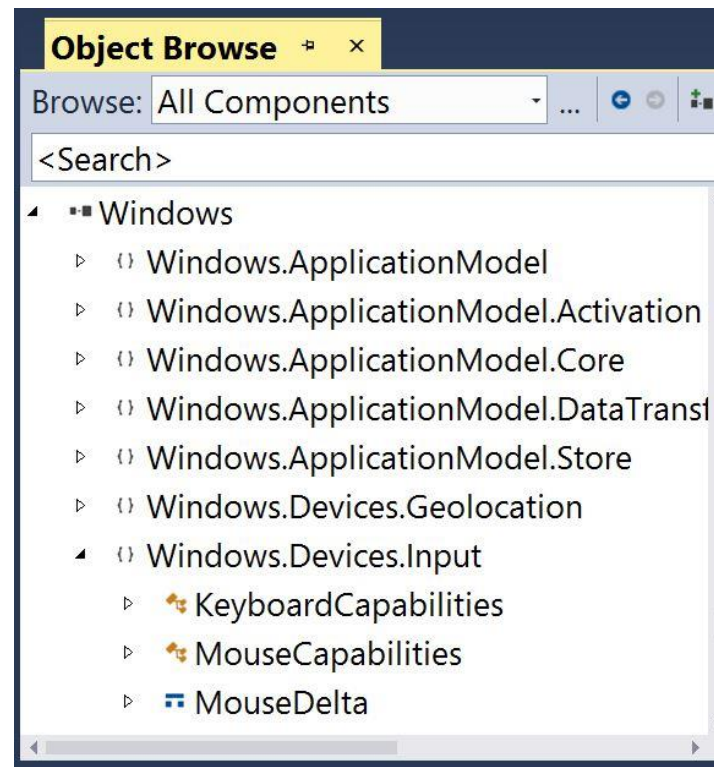 Object Browse
Browse: All Components ...
<Search>
Windows
{} Windows.ApplicationModel
{} Windows.ApplicationModel.Activation
{} Windows.ApplicationModel.Core
{} Windows.ApplicationModel.DataTransf
{} Windows.ApplicationModel.Store
{} Windows.Devices.Geolocation
{} Windows.Devices.Input
KeyboardCapabilities
MouseCapabilities
MouseDelta